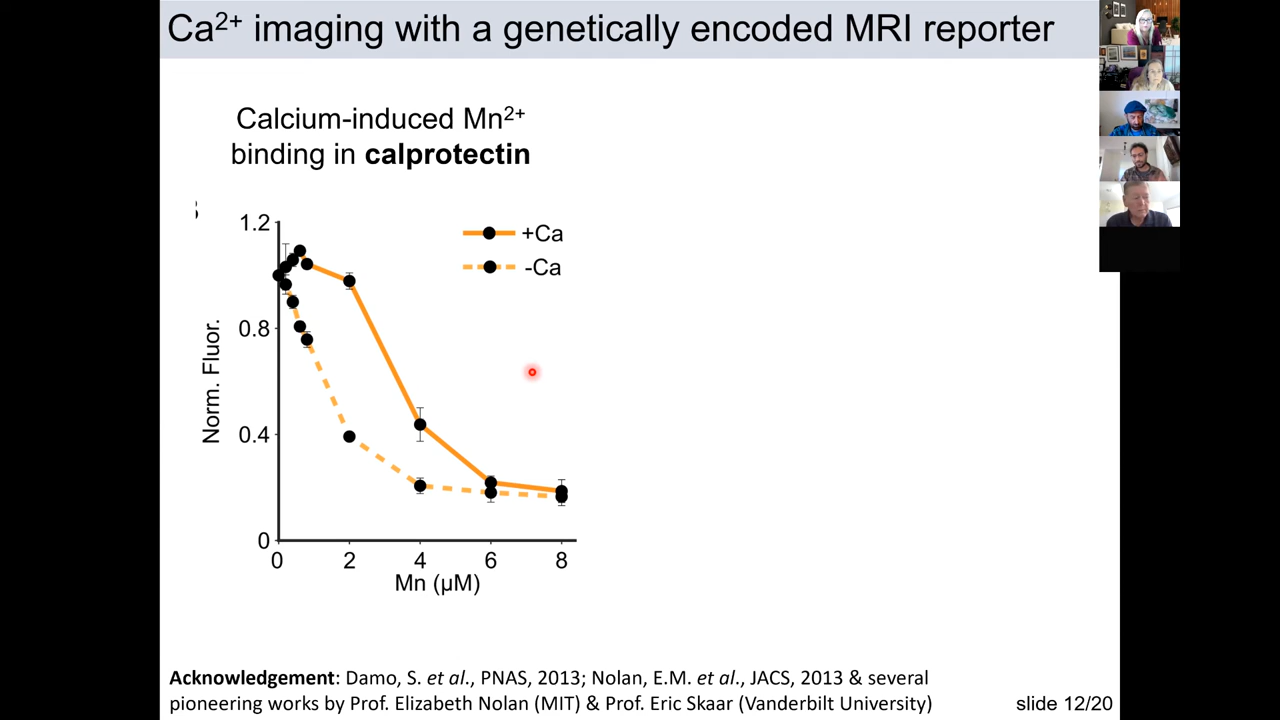 Ca²⁺ imaging with a genetically encoded MRI reporter
Calcium-induced Mn²⁺
binding in calprotectin
1.2
0.8
0.4
0
Norm. Fluor.
+Ca
-Ca
0 2 4 6 8
Mn (µM)
Acknowledgement: Damo, S. et al., PNAS, 2013; Nolan, E.M. et al., JACS, 2013 & several
pioneering works by Prof. Elizabeth Nolan (MIT) & Prof. Eric Skaar (Vanderbilt University)
slide 12/20